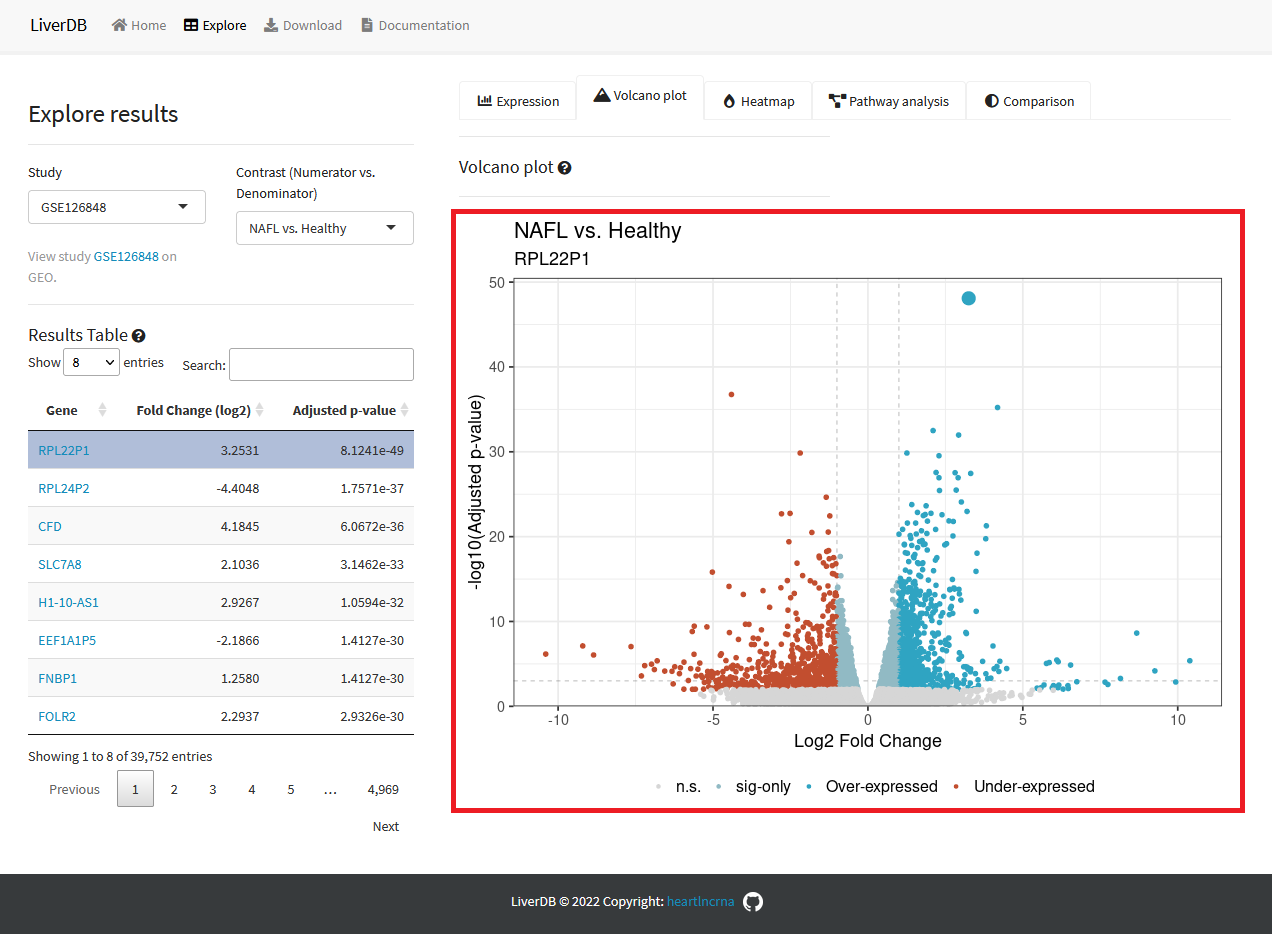 LiverDB Home Explore Download Documentation
Explore results
Study
GSE126848
View study GSE126848 on
GEO.
Contrast (Numerator vs.
Denominator)
NAFL vs. Healthy
Results Table
Show 8 entries Search:
Gene Fold Change (log2) Adjusted p-value
RPL22P1 3.2531 8.1241e-49
RPL24P2 -4.4048 1.7571e-37
CFD 4.1845 6.0672e-36
SLC7A8 2.1036 3.1462e-33
H1-10-AS1 2.9267 1.0594e-32
EEF1A1P5 -2.1866 1.4127e-30
FNBP1 1.2580 1.4127e-30
FOLR2 2.2937 2.9326e-30
Showing 1 to 8 of 39,752 entries
Previous 1 2 3 4 5 … 4,969
Next
Expression Volcano plot Heatmap Pathway analysis Comparison
Volcano plot
NAFL vs. Healthy
RPL22P1
-log10(Adjusted p-value)
50
40
30
20
10
0
-10 -5 0 5 10
Log2 Fold Change
n.s. sig-only Over-expressed Under-expressed
LiverDB © 2022 Copyright: heartlncrna